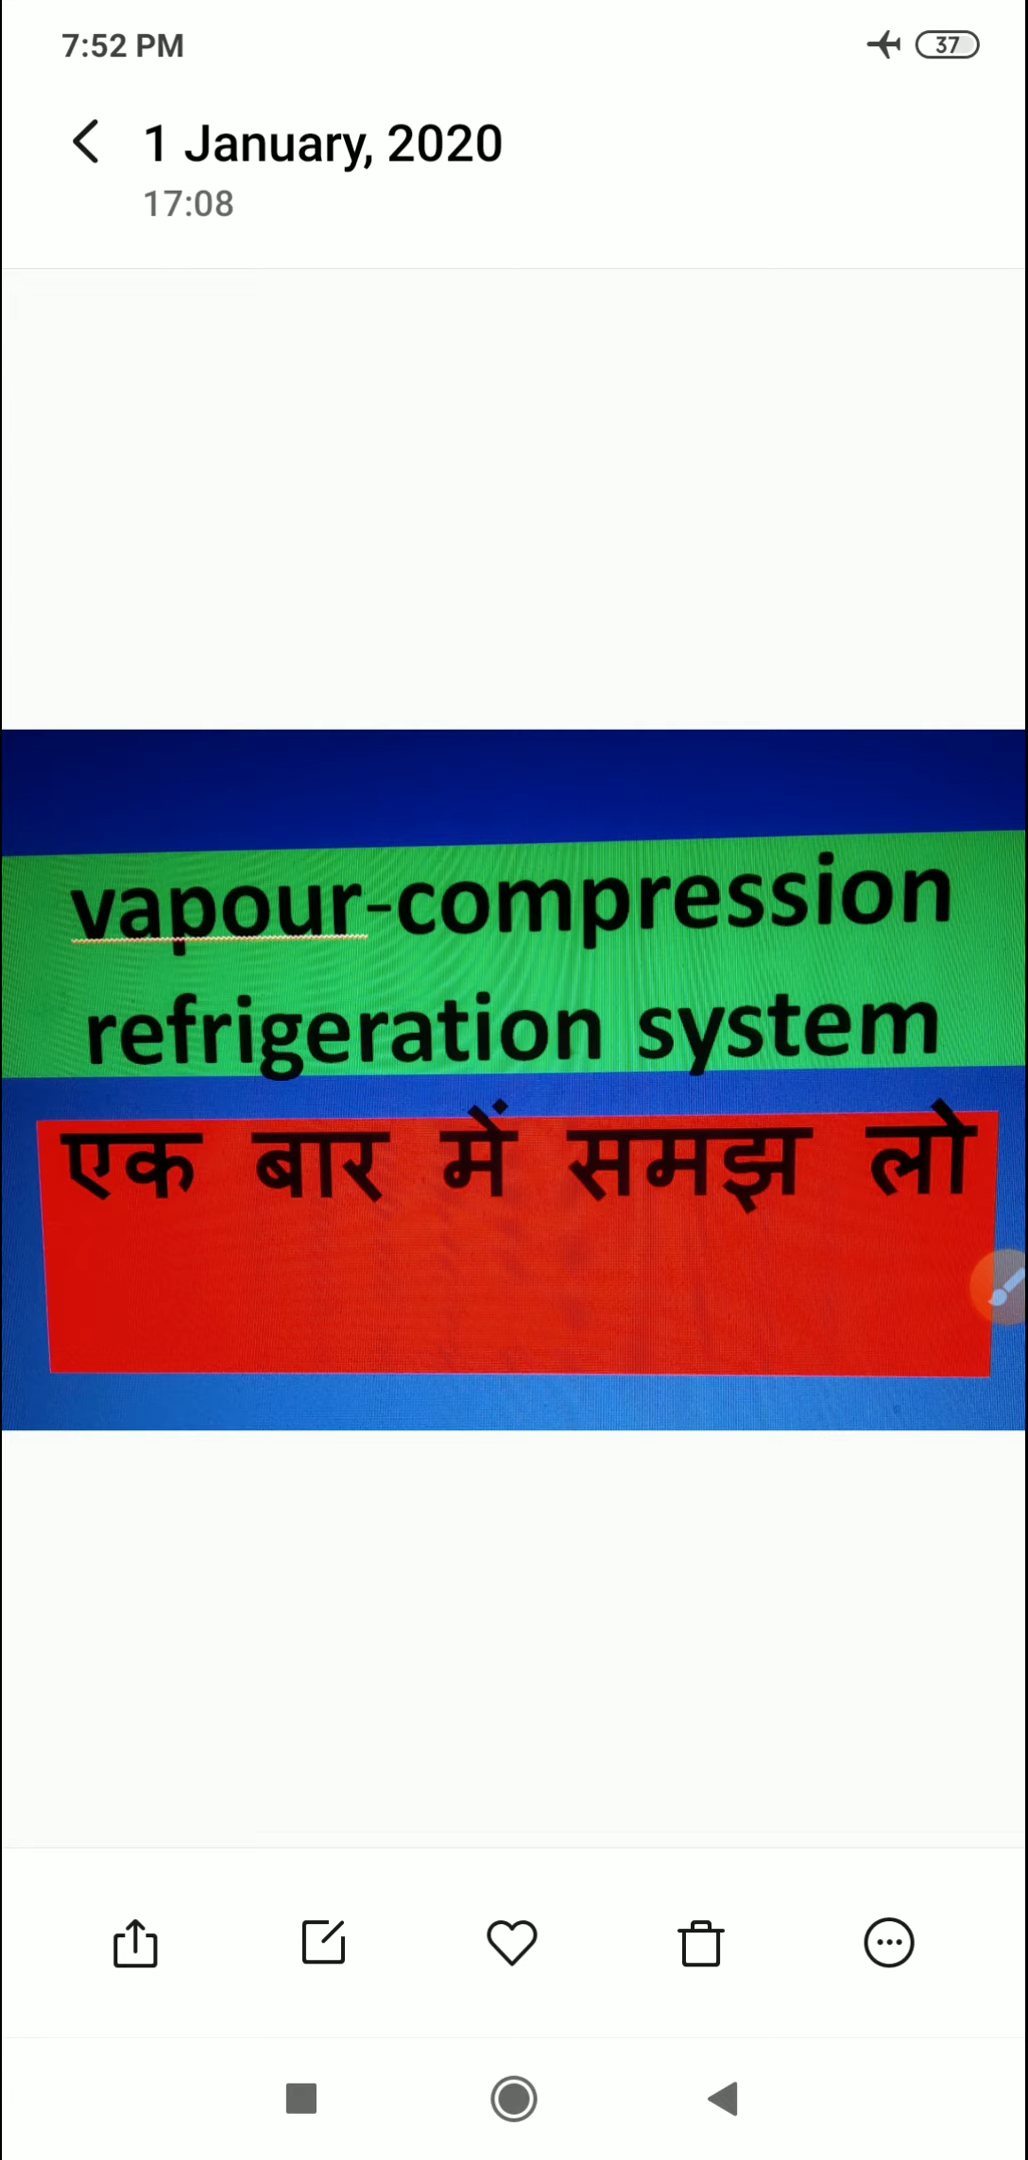 7:52 PM
37
1 January, 2020
17:08
vapour-compression
refrigeration system
एक बार में समझ लो